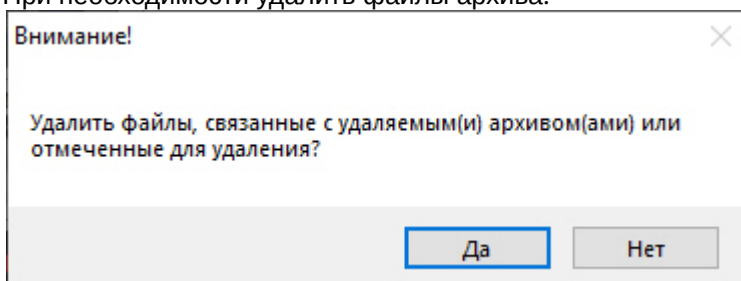 При необходимости удалить файлы архива.
Внимание!
Удалить файлы, связанные с удаляемым(и) архивом(ами) или
отмеченные для удаления?
Да
Нет